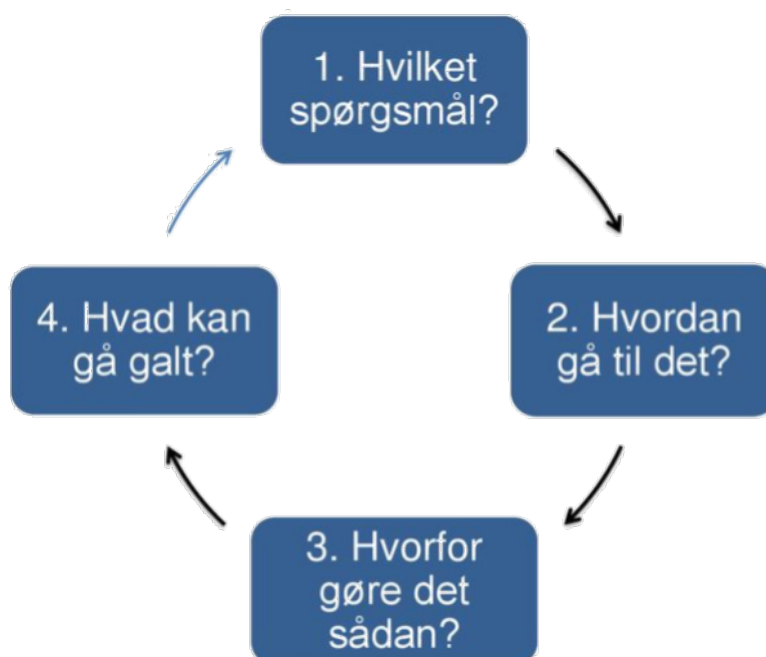 1. Hvilket
spørgsmål?
2. Hvordan
gå til det?
3. Hvorfor
gøre det
sådan?
4. Hvad kan
gå galt?